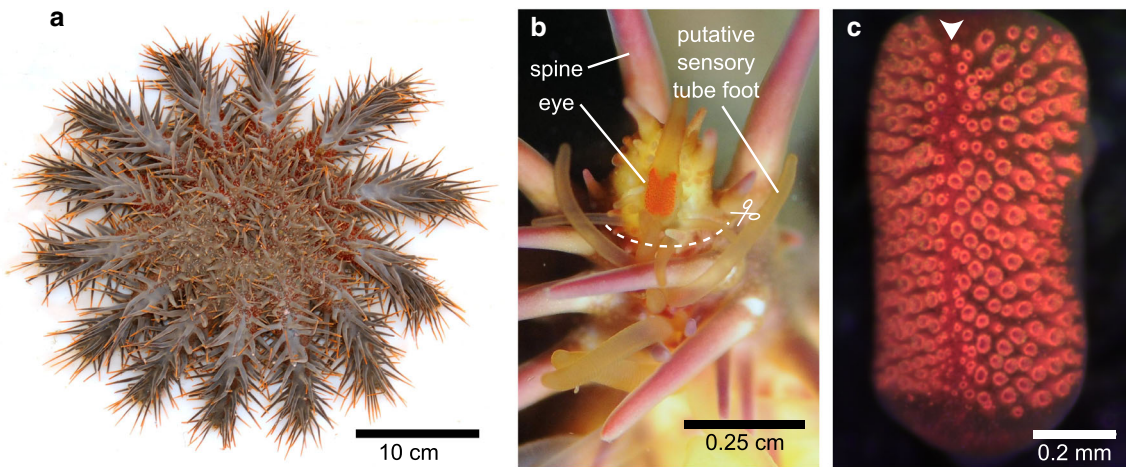 a
10 cm
b
spine
eye
putative
sensory
tube foot
0.25 cm
c
0.2 mm